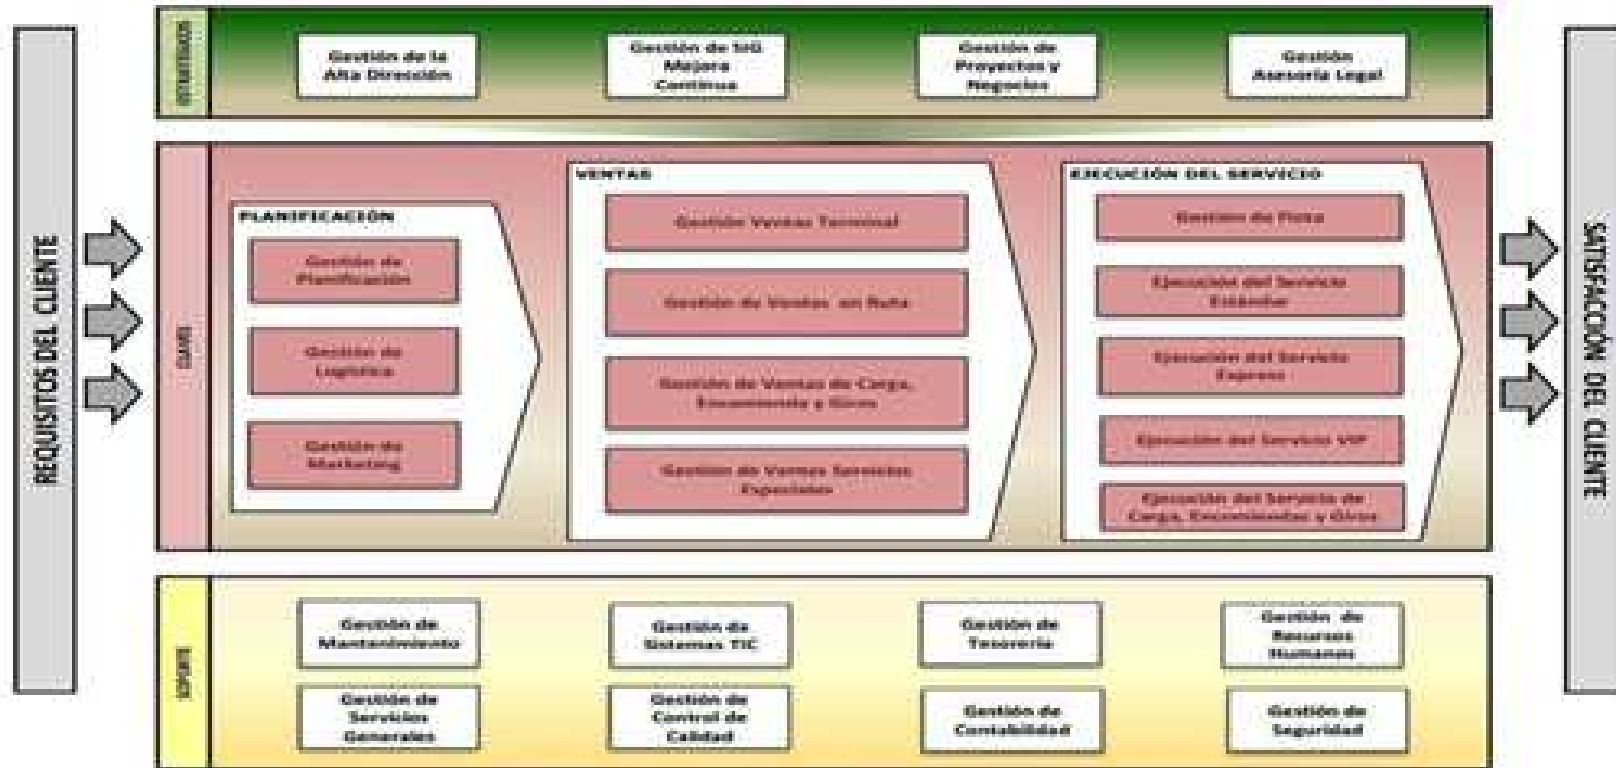 REQUISITOS DEL CLIENTE
ESTRATEGICOS
Gestión de la
Alta Dirección
Gestión de SIG
Mejora
Continua
Gestión de
Proyectos y
Negocios
Gestión
Asesoría Legal
CLAVES
PLANIFICACIÓN
Gestión de
Planificación
Gestión de
Logística
Gestión de
Marketing
VENTAS
Gestión Ventas Terminal
Gestión de Ventas en Ruta
Gestión de Ventas de Carga,
Encomienda y Giros
Gestión de Ventas Servicios
Especiales
EJECUCIÓN DEL SERVICIO
Gestión de Flota
Ejecución del Servicio
Estándar
Ejecución del Servicio
Express
Ejecución del Servicio VIP
Ejecución del Servicio de
Carga, Encomiendas y Giros
SOPORTE
Gestión de
Mantenimiento
Gestión de
Sistemas TIC
Gestión de
Tesorería
Gestión de
Recursos
Humanos
Gestión de
Servicios
Generales
Gestión de
Control de
Calidad
Gestión de
Contabilidad
Gestión de
Seguridad
SATISFACCIÓN DEL CLIENTE